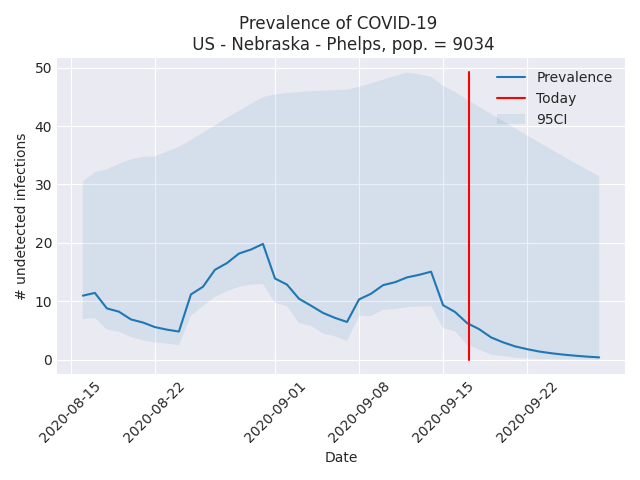 Prevalence of COVID-19
US - Nebraska - Phelps, pop. = 9034
Prevalence
Today
95CI
# undetected infections
50
40
30
20
10
0
2020-08-15
2020-08-22
2020-09-01
2020-09-08
2020-09-15
2020-09-22
Date